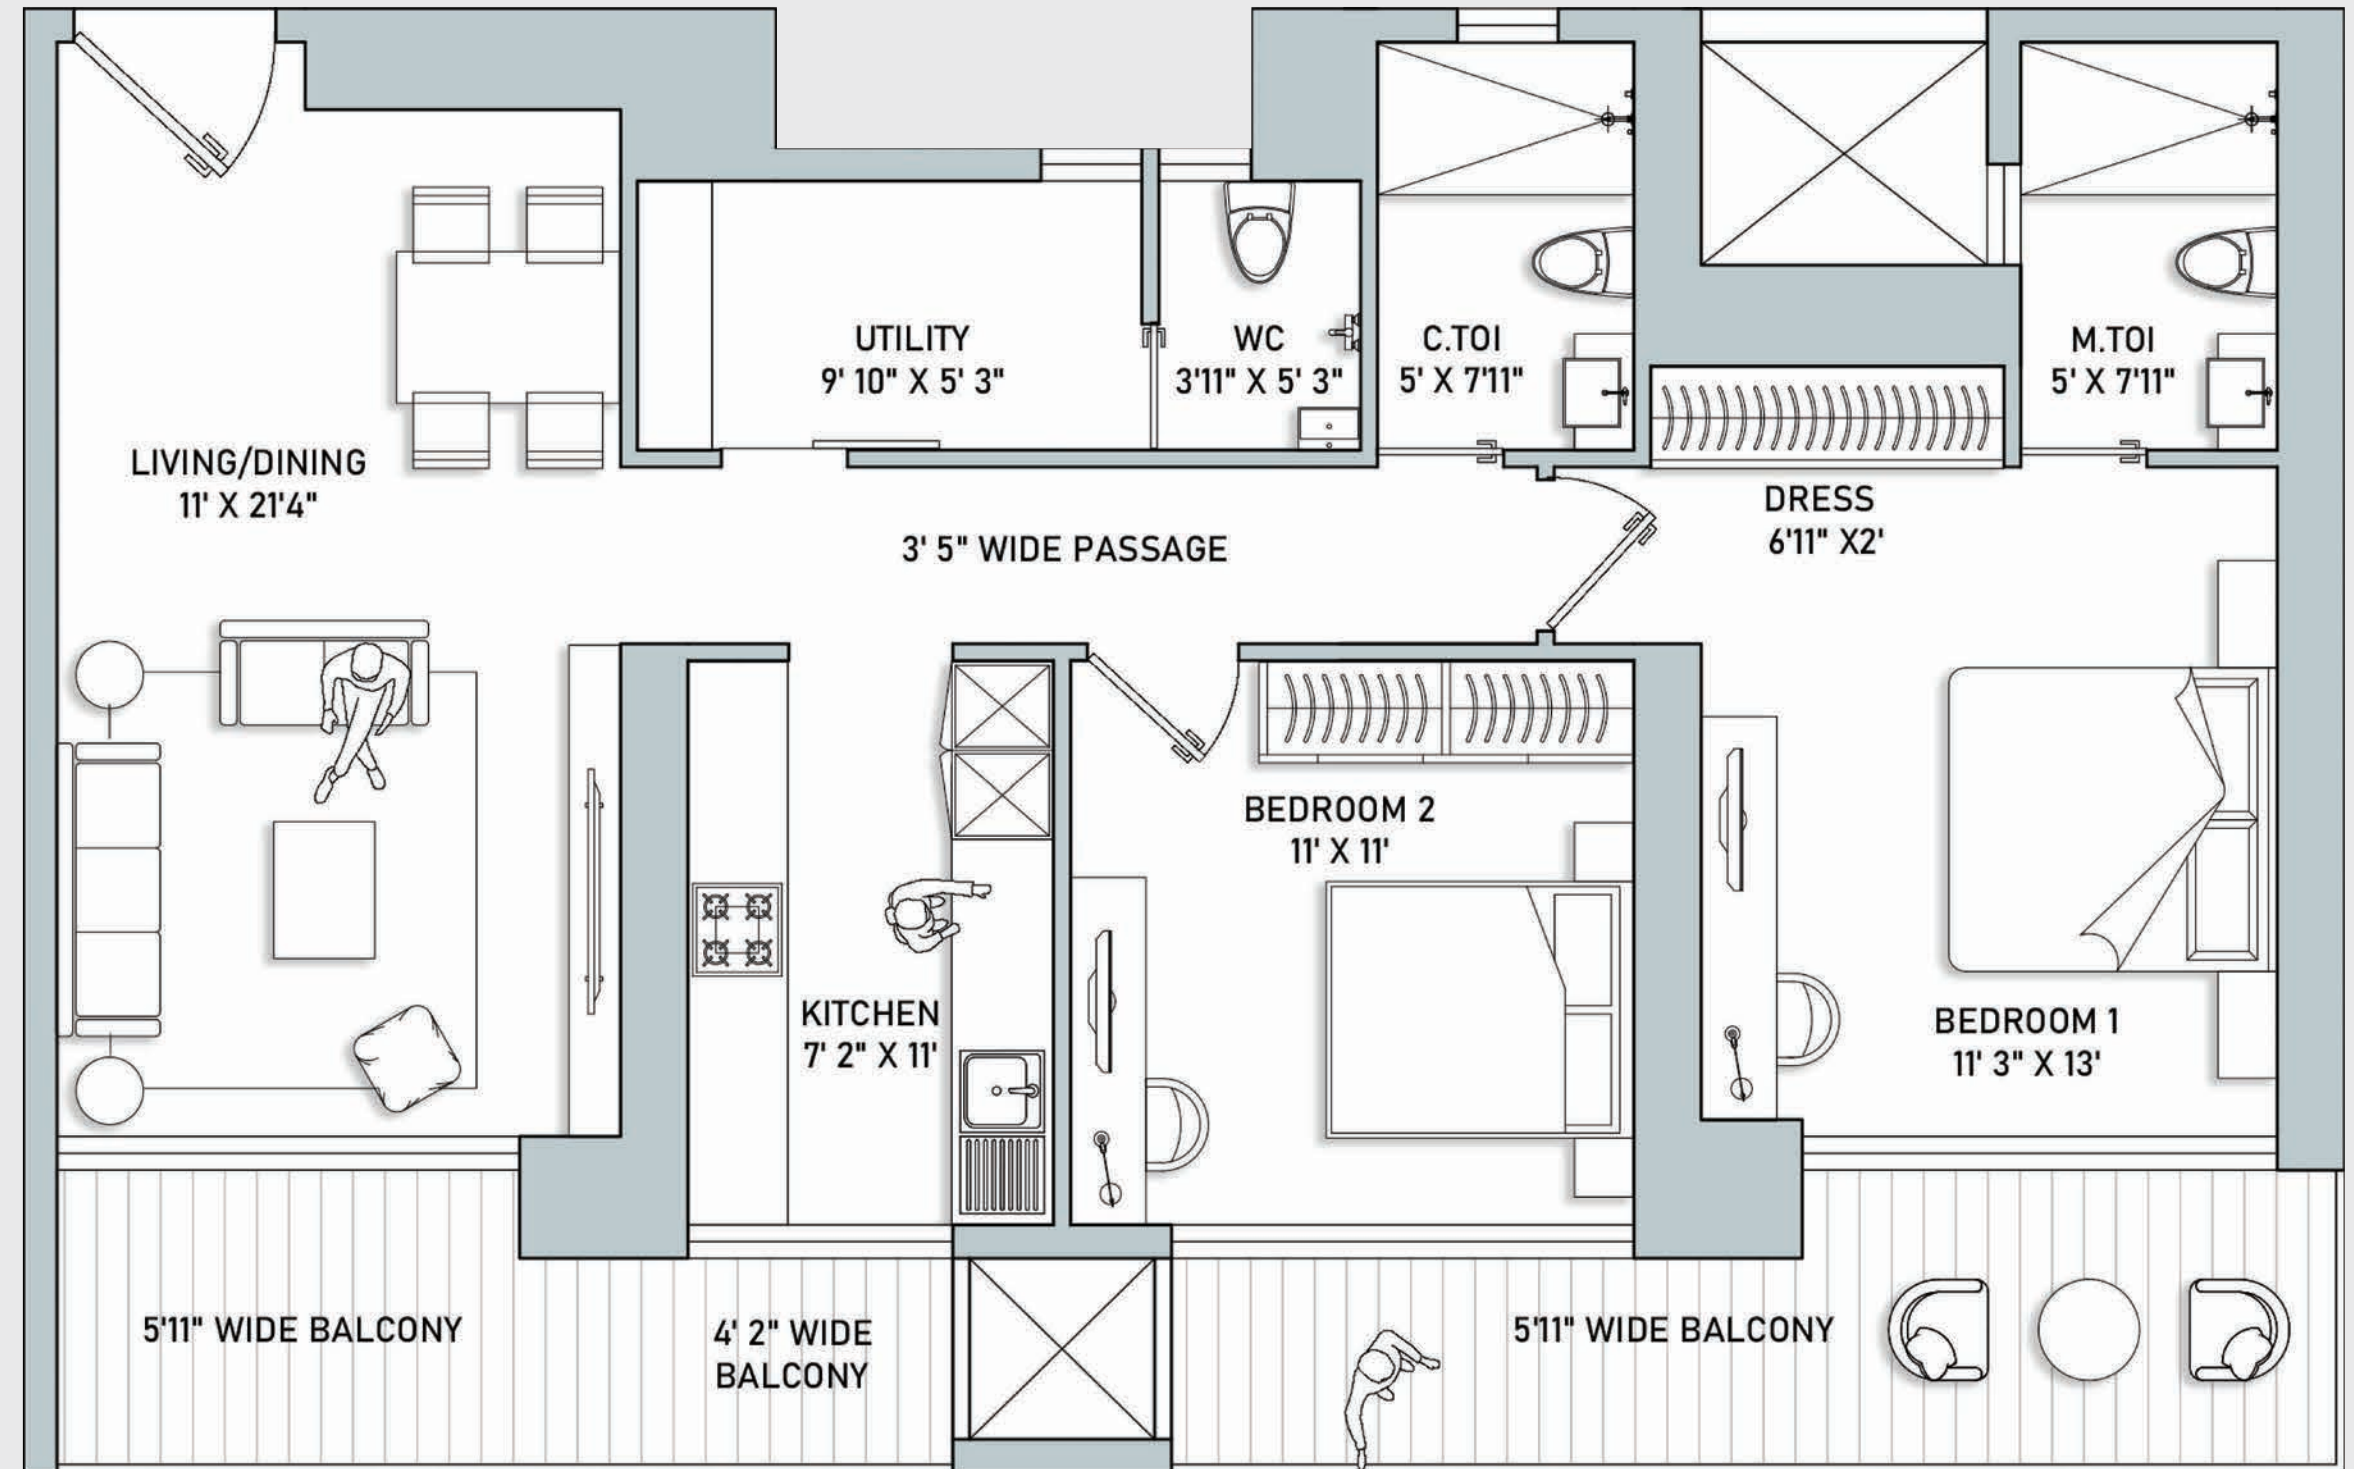 UTILITY
9' 10" X 5' 3"
WC
3'11" X 5' 3"
C.TOI
5' X 7'11"
M.TOI
5' X 7'11"
LIVING/DINING
11' X 21'4"
DRESS
6'11" X2'
3' 5" WIDE PASSAGE
BEDROOM 2
11' X 11'
KITCHEN
7' 2" X 11'
BEDROOM 1
11' 3" X 13'
5'11" WIDE BALCONY
4' 2" WIDE
BALCONY
5'11" WIDE BALCONY